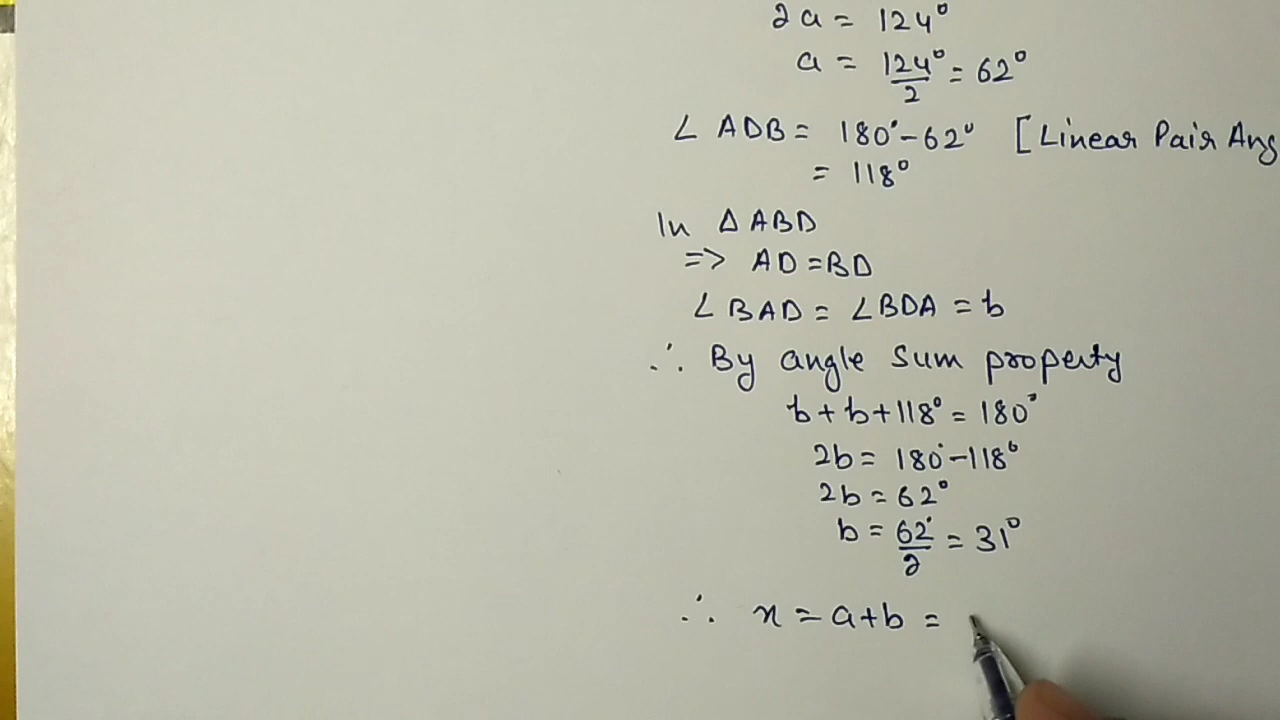 2a = 124°
a = 124°/2 = 62°
∠ ADB = 180° - 62° [Linear Pair Ang
= 118°
In △ ABD
=> AD = BD
∠ BAD = ∠BDA = b
∴ By angle Sum property
b + b + 118° = 180°
2b = 180° - 118°
2b = 62°
b = 62°/2 = 31°
∴ x = a + b =